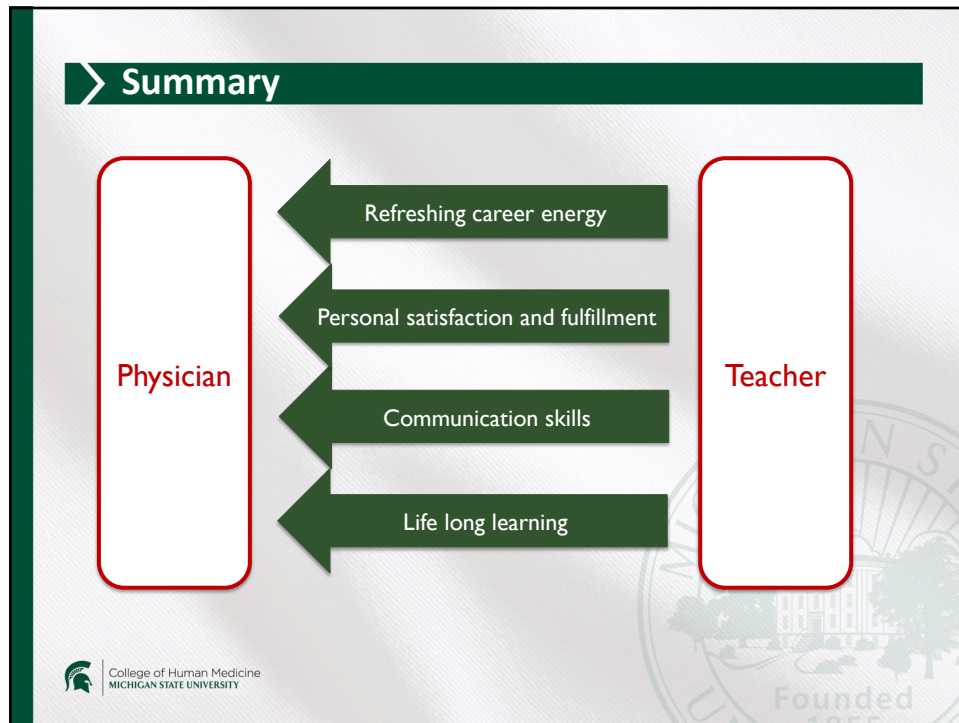 Summary
Physician
Refreshing career energy
Personal satisfaction and fulfillment
Communication skills
Life long learning
Teacher
College of Human Medicine
MICHIGAN STATE UNIVERSITY
Founded